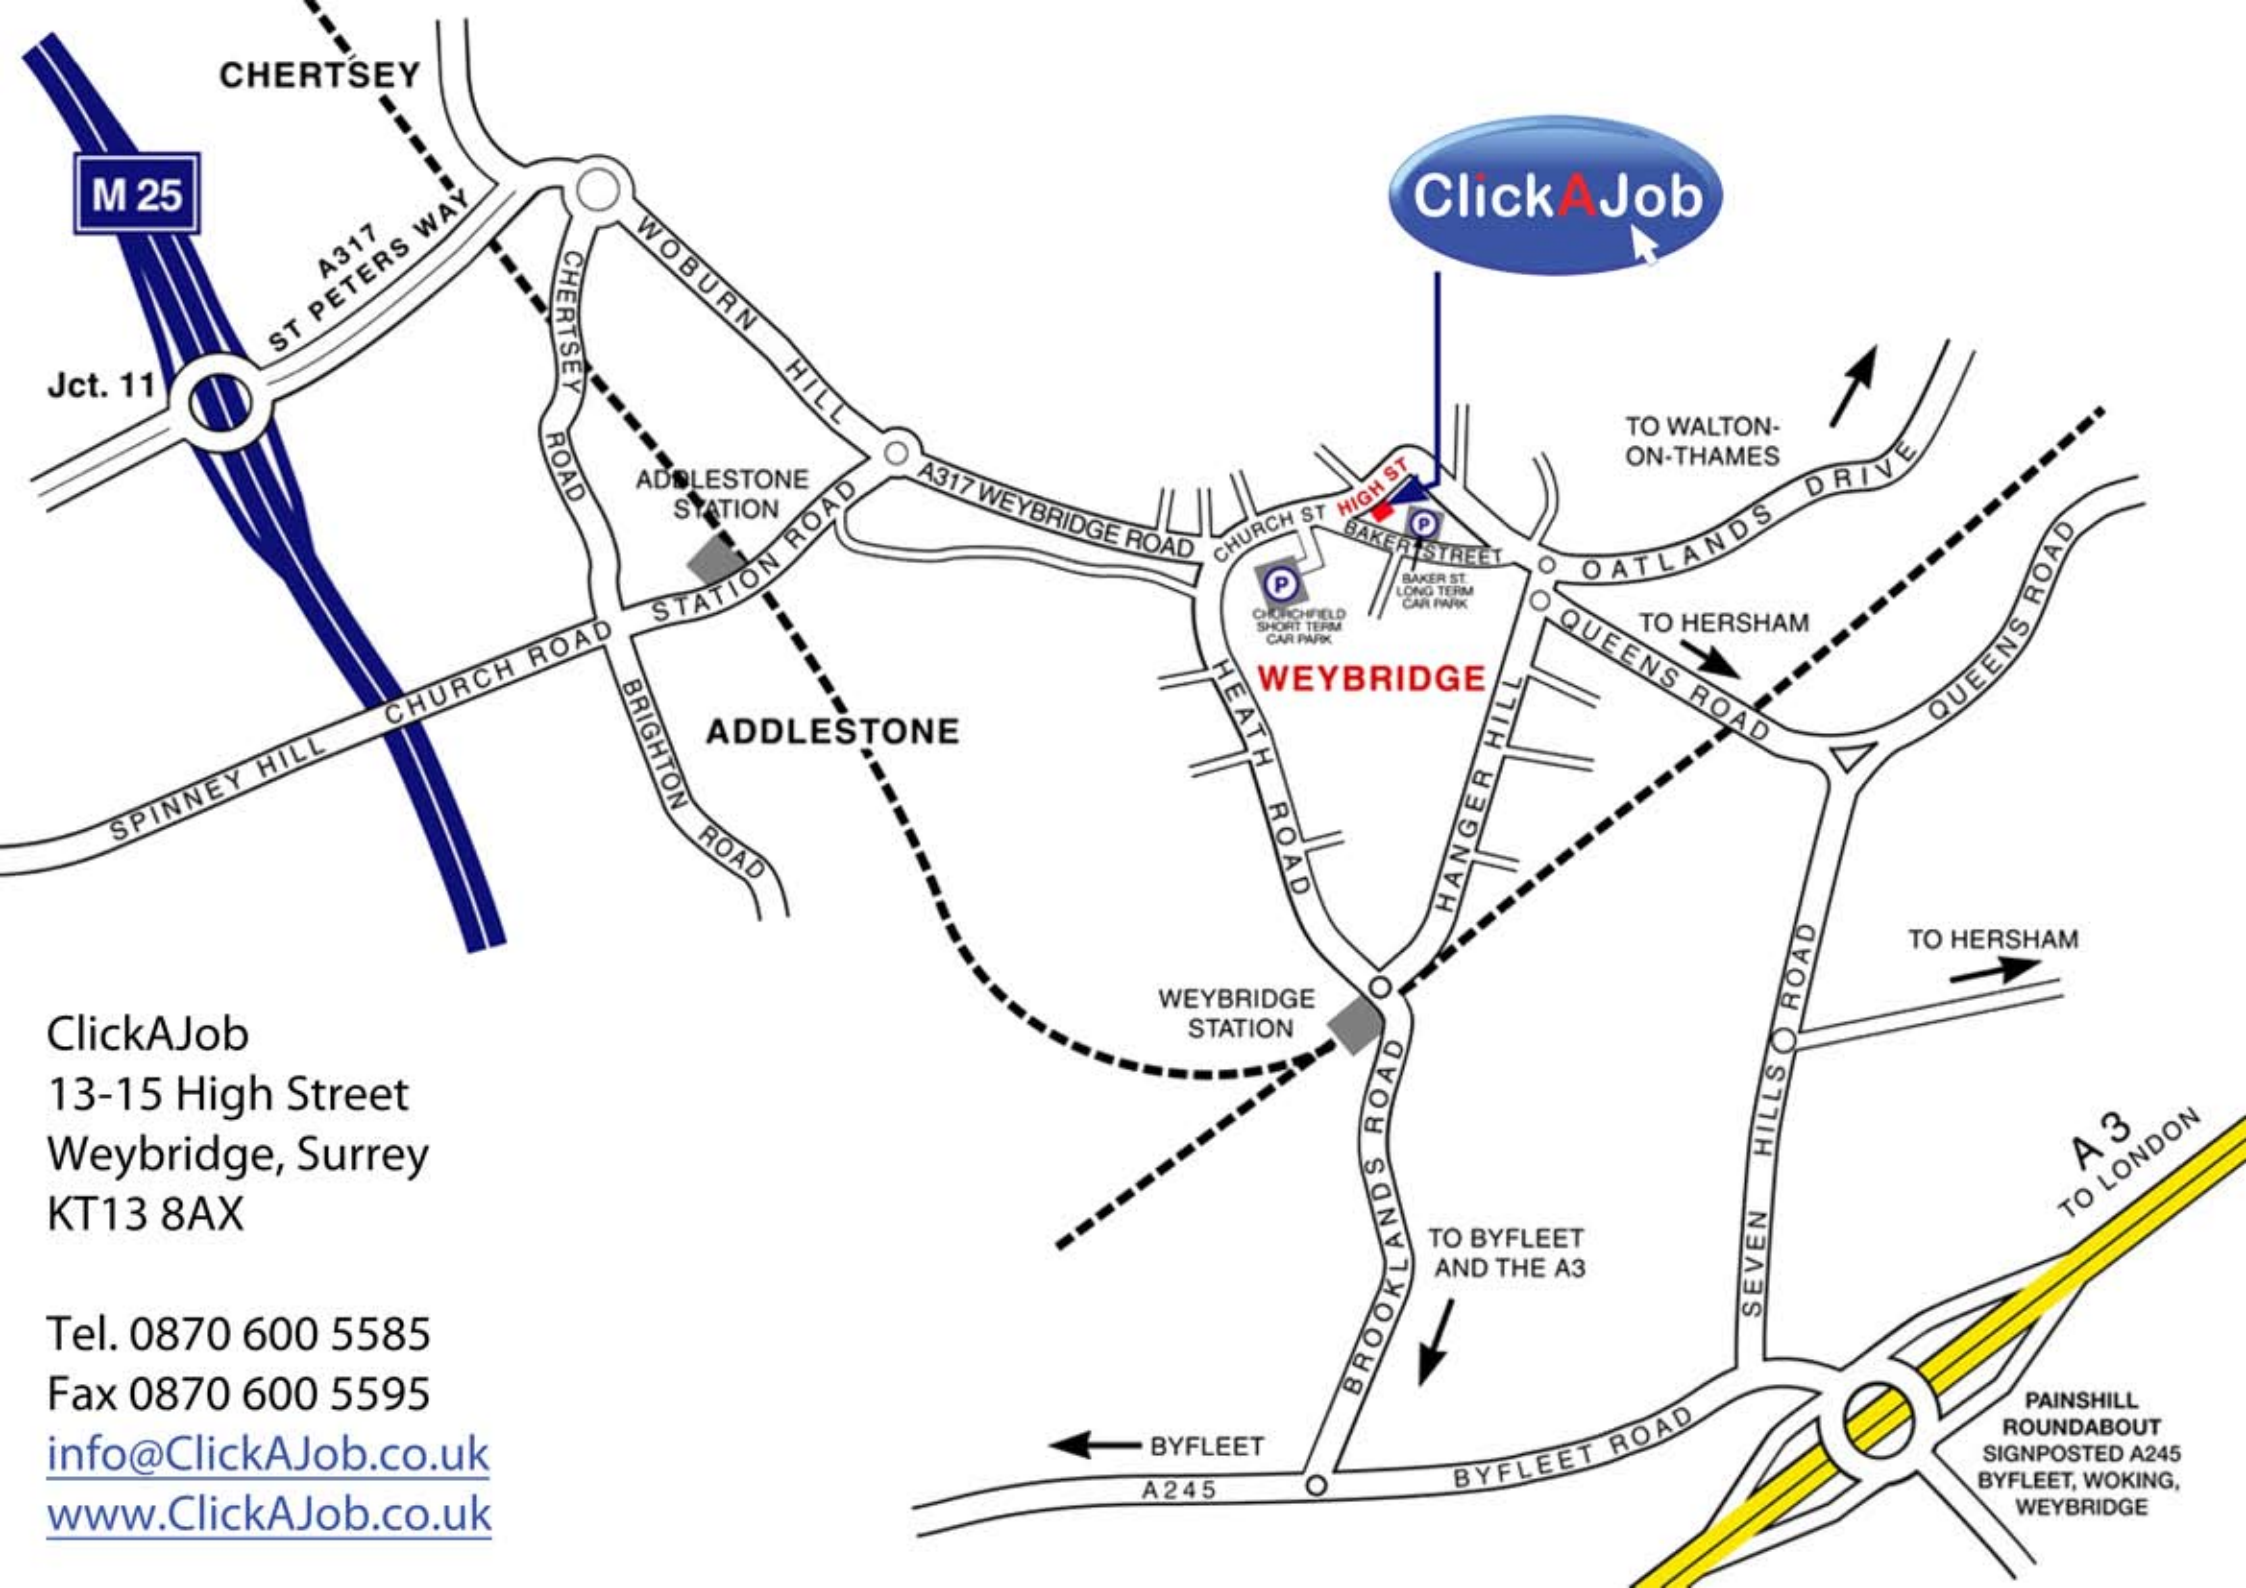 CHERTSEY
M 25
A317
ST PETERS WAY
Jct. 11
CHERTSEY ROAD
WOBURN HILL
ADDLESTONE
STATION
STATION ROAD
A317 WEYBRIDGE ROAD
CHURCH ROAD
SPINNEY HILL
BRIGHTON ROAD
ADDLESTONE
ClickAJob
CHURCH ST
HIGH ST
BAKER STREET
P
P
BAKER ST.
LONG TERM
CAR PARK
CHURCHFIELD
SHORT TERM
CAR PARK
WEYBRIDGE
TO WALTON-
ON-THAMES
OATLANDS DRIVE
TO HERSHAM
QUEENS ROAD
QUEENS ROAD
HEATH ROAD
HANGER HILL
WEYBRIDGE
STATION
BROOKLANDS ROAD
TO HERSHAM
SEVEN HILLS ROAD
TO BYFLEET
AND THE A3
A 3
TO LONDON
BYFLEET
A245
BYFLEET ROAD
PAINSHILL
ROUNDABOUT
SIGNPOSTED A245
BYFLEET, WOKING,
WEYBRIDGE
ClickAJob
13-15 High Street
Weybridge, Surrey
KT13 8AX
Tel. 0870 600 5585
Fax 0870 600 5595
info@ClickAJob.co.uk
www.ClickAJob.co.uk